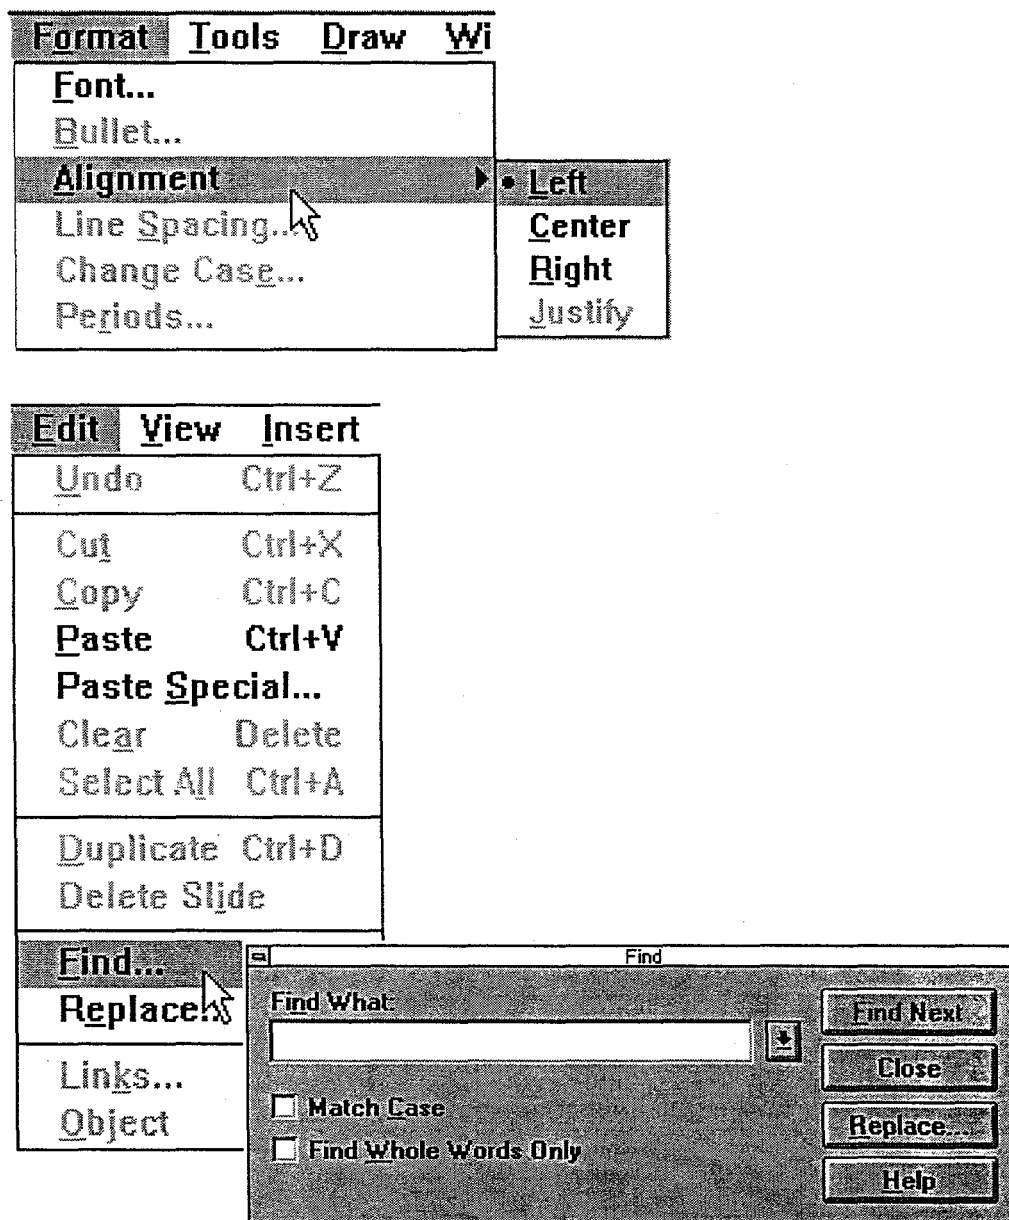 Format Tools Draw Wi
Font...
Bullet...
Alignment
Line Spacing...
Change Case...
Periods...
Left
Center
Right
Justify
Edit View Insert
Undo Ctrl+Z
Cut Ctrl+X
Copy Ctrl+C
Paste Ctrl+V
Paste Special...
Clear Delete
Select All Ctrl+A
Duplicate Ctrl+D
Delete Slide
Find...
Replace...
Links...
Object
Find
Find What:
Match Case
Find Whole Words Only
Find Next
Close
Replace...
Help